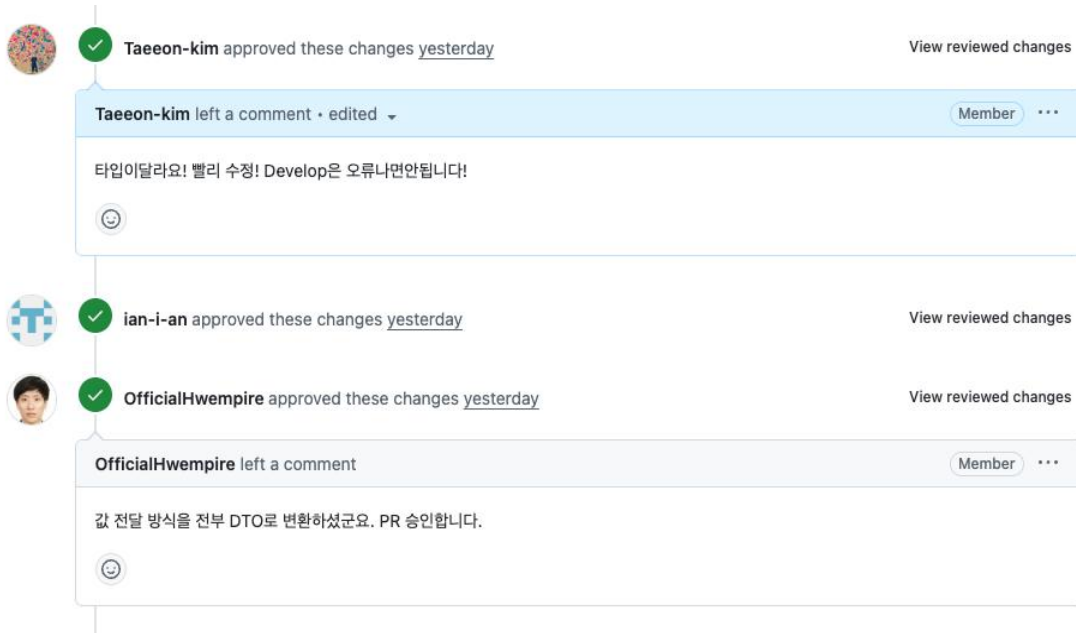 Taeeon-kim approved these changes yesterday
View reviewed changes
Taeeon-kim left a comment • edited
Member
타입이달라요! 빨리 수정! Develop은 오류나면안됩니다!
ian-i-an approved these changes yesterday
View reviewed changes
OfficialHwempire approved these changes yesterday
View reviewed changes
OfficialHwempire left a comment
Member
값 전달 방식을 전부 DTO로 변환하셨군요. PR 승인합니다.